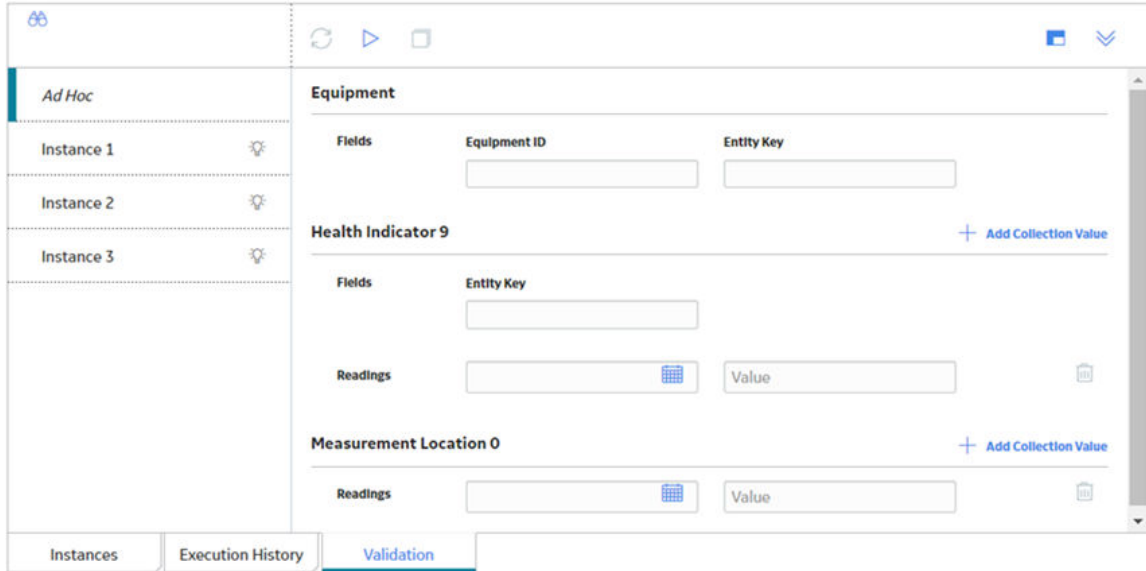 Ad Hoc
Instance 1
Instance 2
Instance 3
Equipment
Fields Equipment ID Entity Key
Health Indicator 9 Add Collection Value
Fields Entity Key
Readings Value
Measurement Location 0 Add Collection Value
Readings Value
Instances Execution History Validation